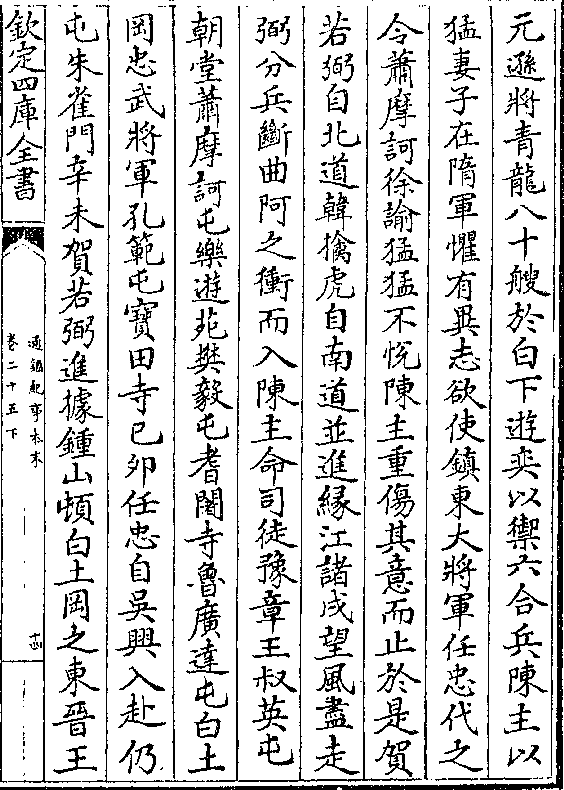 元遜將青龍八十艘於白下遊奕以禦六合兵陳主以
猛妻子在隋軍懼有異志欲使鎮東大將軍任忠代之
令蕭摩訶徐諭猛猛不悅陳主重傷其意而止於是賀
若弼自北道韓擒虎自南道並進緣江諸戍望風盡走
弼分兵斷曲阿之衝而入陳主命司徒豫章王叔英屯
朝堂蕭摩訶屯樂遊苑樊毅屯耆闍寺魯廣達屯白土
岡忠武將軍孔範屯寶田寺已卯任忠自吳興入赴仍
屯朱雀門辛未賀若弼進據鍾山頓白土岡之東晉王
欽定四庫全書
通鑑紀事本末
卷二十五下
十四